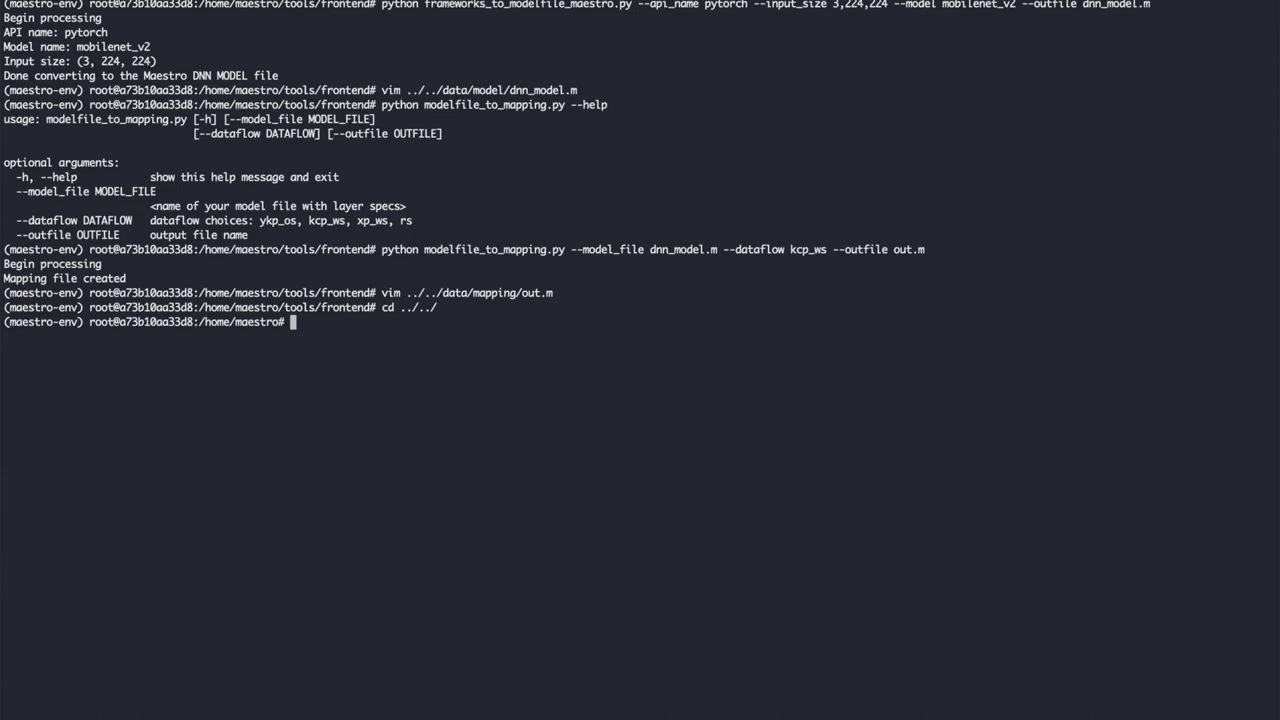 (maestro-env) root@a73b10aa33d8:/home/maestro/tools/frontend# python frameworks_to_modelfile_maestro.py --api_name pytorch --input_size 3,224,224 --model mobilenet_v2 --outfile dnn_model.m
Begin processing
API name: pytorch
Model name: mobilenet_v2
Input size: (3, 224, 224)
Done converting to the Maestro DNN MODEL file
(maestro-env) root@a73b10aa33d8:/home/maestro/tools/frontend# vim ../../data/model/dnn_model.m
(maestro-env) root@a73b10aa33d8:/home/maestro/tools/frontend# python modelfile_to_mapping.py --help
usage: modelfile_to_mapping.py [-h] [--model_file MODEL_FILE]
[--dataflow DATAFLOW] [--outfile OUTFILE]
optional arguments:
-h, --help show this help message and exit
--model_file MODEL_FILE
<name of your model file with layer specs>
--dataflow DATAFLOW dataflow choices: ykp_os, kcp_ws, xp_ws, rs
--outfile OUTFILE output file name
(maestro-env) root@a73b10aa33d8:/home/maestro/tools/frontend# python modelfile_to_mapping.py --model_file dnn_model.m --dataflow kcp_ws --outfile out.m
Begin processing
Mapping file created
(maestro-env) root@a73b10aa33d8:/home/maestro/tools/frontend# vim ../../data/mapping/out.m
(maestro-env) root@a73b10aa33d8:/home/maestro/tools/frontend# cd ../../
(maestro-env) root@a73b10aa33d8:/home/maestro#